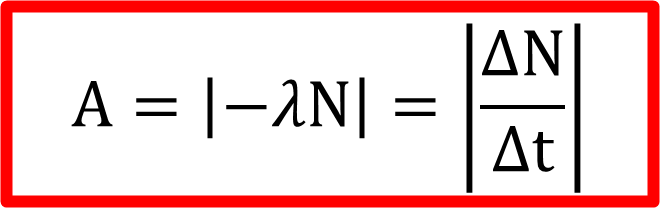 A = |−λN| = |ΔN/Δt|